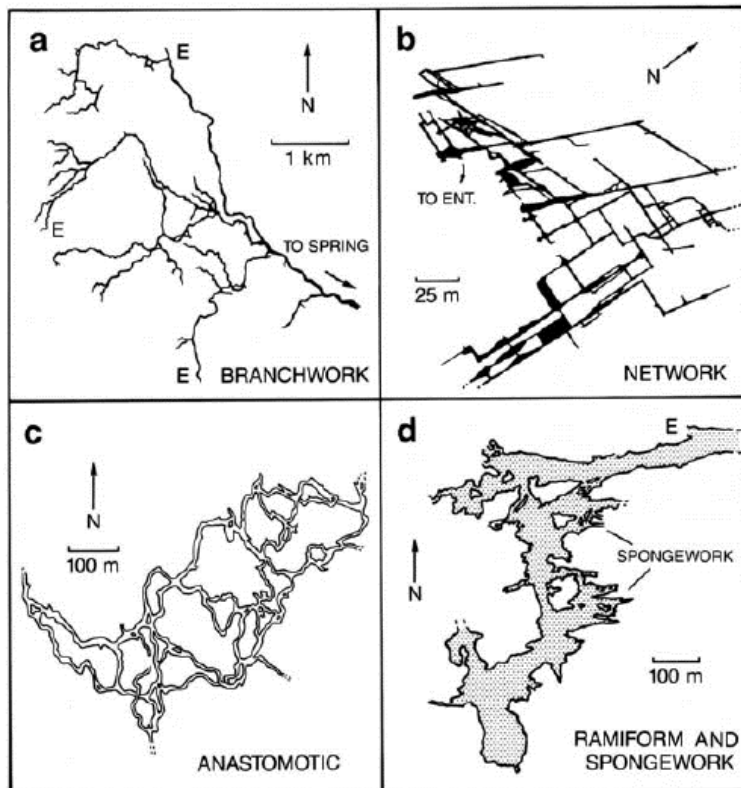 a
E
N
1 km
E
TO SPRING
E
BRANCHWORK
b
N
TO ENT.
25 m
NETWORK
c
N
100 m
ANASTOMOTIC
d
E
SPONGEWORK
N
100 m
RAMIFORM AND
SPONGEWORK